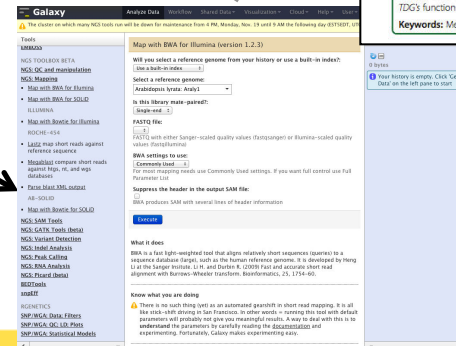 Galaxy
Analyze Data Workflow Shared Data Visualization Cloud Help User
The cluster on which many NGS tools run will be down for maintenance from 4 PM, Monday, Nov. 19 until 9 AM the following day (EST5EDT, UT
TDG's function
Keywords: Me
Tools
EMBOSS
NGS TOOLBOX BETA
NGS: QC and manipulation
NGS: Mapping
Map with BWA for Illumina
Map with BWA for SOLiD
ILLUMINA
Map with Bowtie for Illumina
ROCHE-454
Lastz map short reads against
reference sequence
Megablast compare short reads
against htgs, nt, and wgs
databases
Parse blast XML output
AB-SOLID
Map with Bowtie for SOLiD
NGS: SAM Tools
NGS: GATK Tools (beta)
NGS: Variant Detection
NGS: Indel Analysis
NGS: Peak Calling
NGS: RNA Analysis
NGS: Picard (beta)
BEDTools
snpEff
RGENETICS
SNP/WGA: Data; Filters
SNP/WGA: QC; LD; Plots
SNP/WGA: Statistical Models
Map with BWA for Illumina (version 1.2.3)
Will you select a reference genome from your history or use a built-in index?:
Use a built-in index
Select a reference genome:
Arabidopsis lyrata: Araly1
Is this library mate-paired?:
Single-end
FASTQ file:
FASTQ with either Sanger-scaled quality values (fastqsanger) or Illumina-scaled quality
values (fastqillumina)
BWA settings to use:
Commonly Used
For most mapping needs use Commonly Used settings. If you want full control use Full
Parameter List
Suppress the header in the output SAM file:
BWA produces SAM with several lines of header information
Execute
What it does
BWA is a fast light-weighted tool that aligns relatively short sequences (queries) to a
sequence database (large), such as the human reference genome. It is developed by Heng
Li at the Sanger Insitute. Li H. and Durbin R. (2009) Fast and accurate short read
alignment with Burrows-Wheeler transform. Bioinformatics, 25, 1754-60.
Know what you are doing
There is no such thing (yet) as an automated gearshift in short read mapping. It is all
like stick-shift driving in San Francisco. In other words = running this tool with default
parameters will probably not give you meaningful results. A way to deal with this is to
understand the parameters by carefully reading the documentation and
experimenting. Fortunately, Galaxy makes experimenting easy.
0 bytes
Your history is empty. Click 'Ge
Data' on the left pane to start